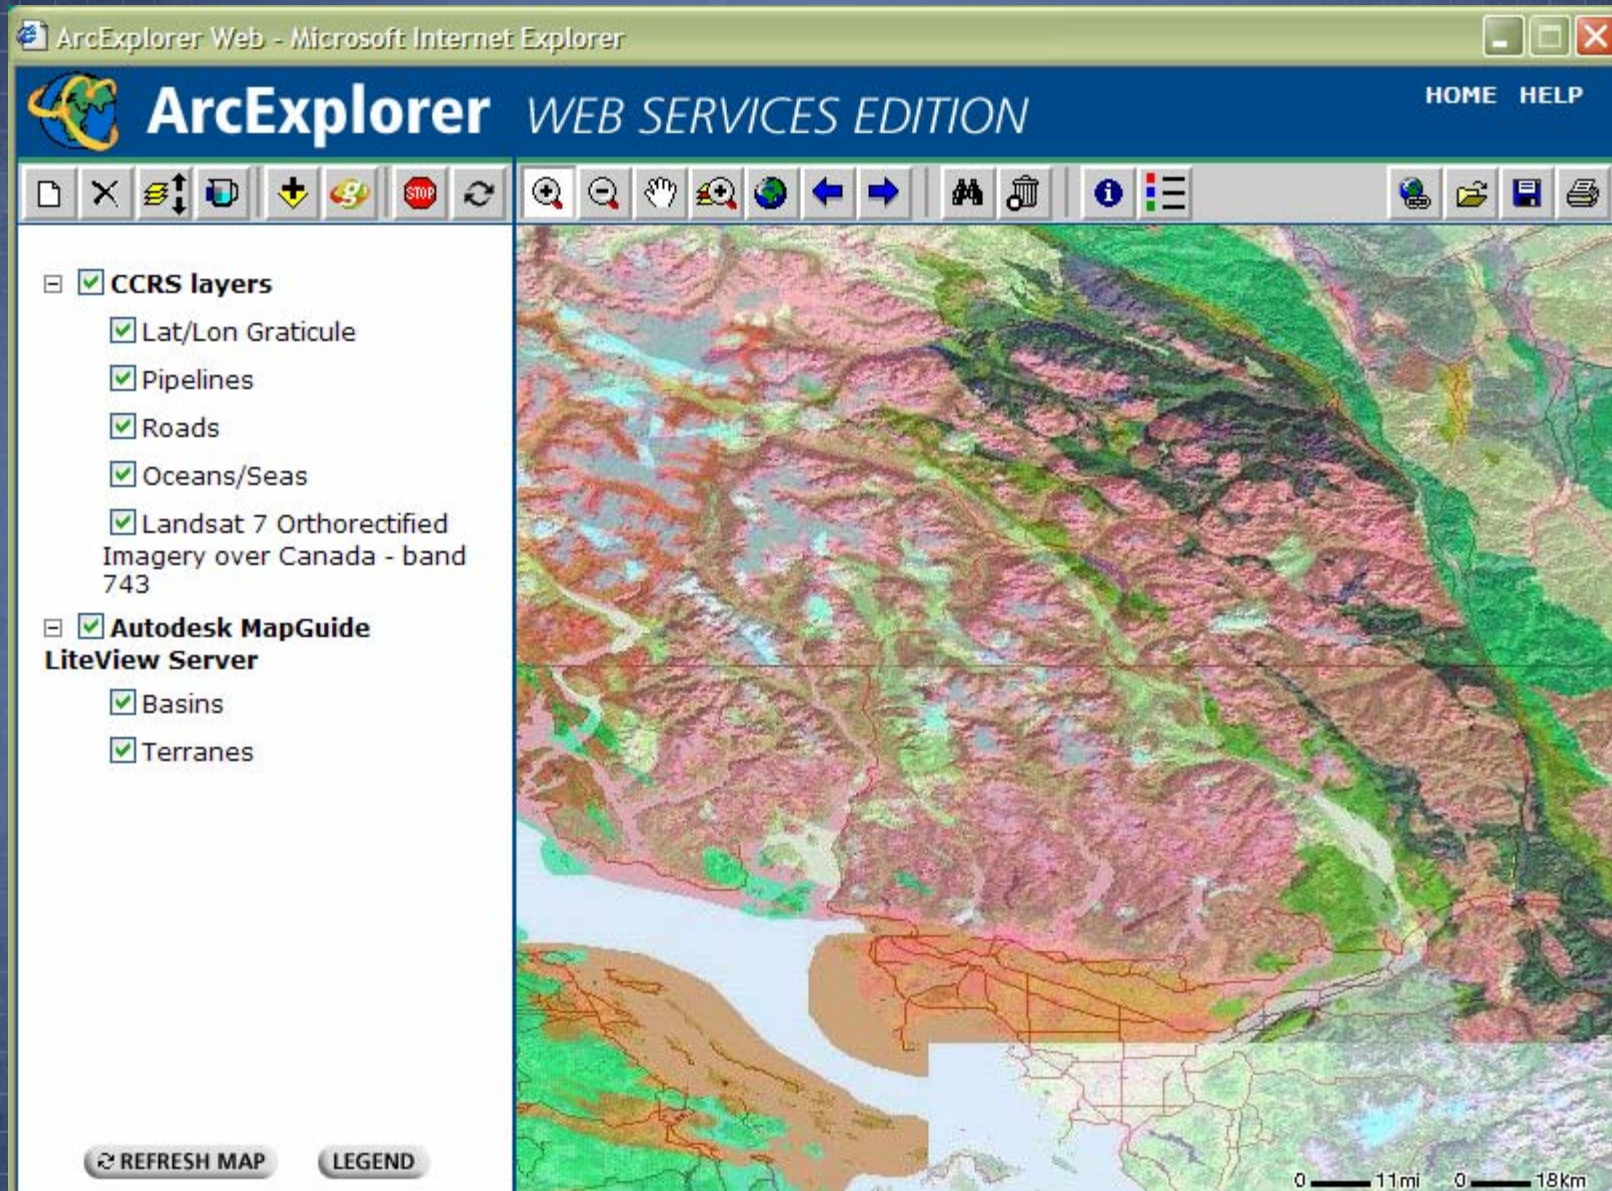 ArcExplorer Web - Microsoft Internet Explorer
ArcExplorer WEB SERVICES EDITION
HOME HELP
STOP
CCRS layers
Lat/Lon Graticule
Pipelines
Roads
Oceans/Seas
Landsat 7 Orthorectified
Imagery over Canada - band
743
Autodesk MapGuide
LiteView Server
Basins
Terranes
REFRESH MAP
LEGEND
0 11mi 0 18km